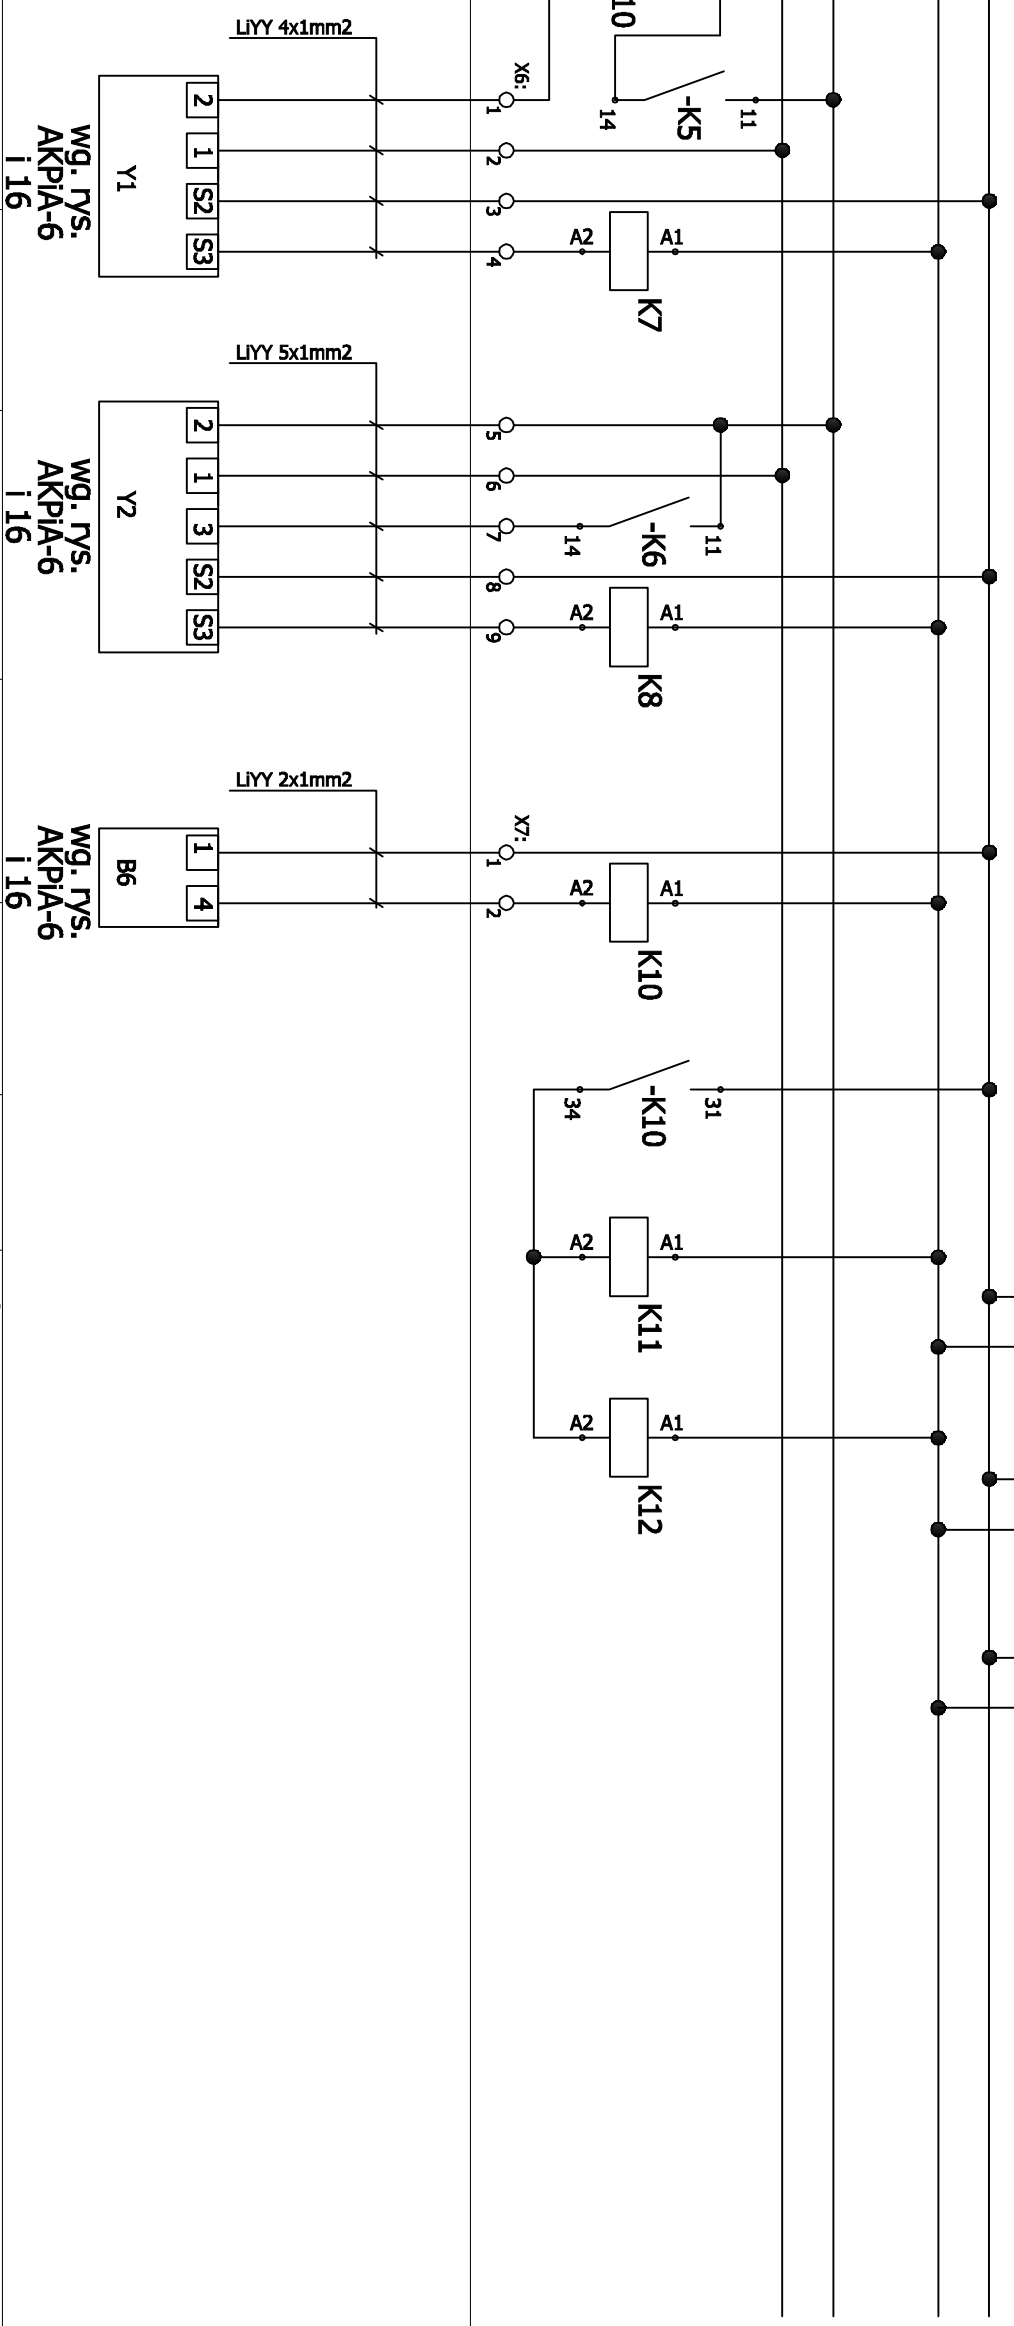 10
LiYY 4x1mm2
X6:
2
1
14
-K5
11
1
2
Y1
S2
3
S3
A2
A1
4
K7
wg. rys.
AKPiA-6
i 16
LiYY 5x1mm2
2
5
1
6
Y2
3
7
14
-K6
11
S2
8
A2
A1
S3
9
K8
wg. rys.
AKPiA-6
i 16
LiYY 2x1mm2
X7:
1
1
B6
A2
A1
4
2
K10
wg. rys.
AKPiA-6
i 16
34
-K10
31
A2
A1
K11
A2
A1
K12